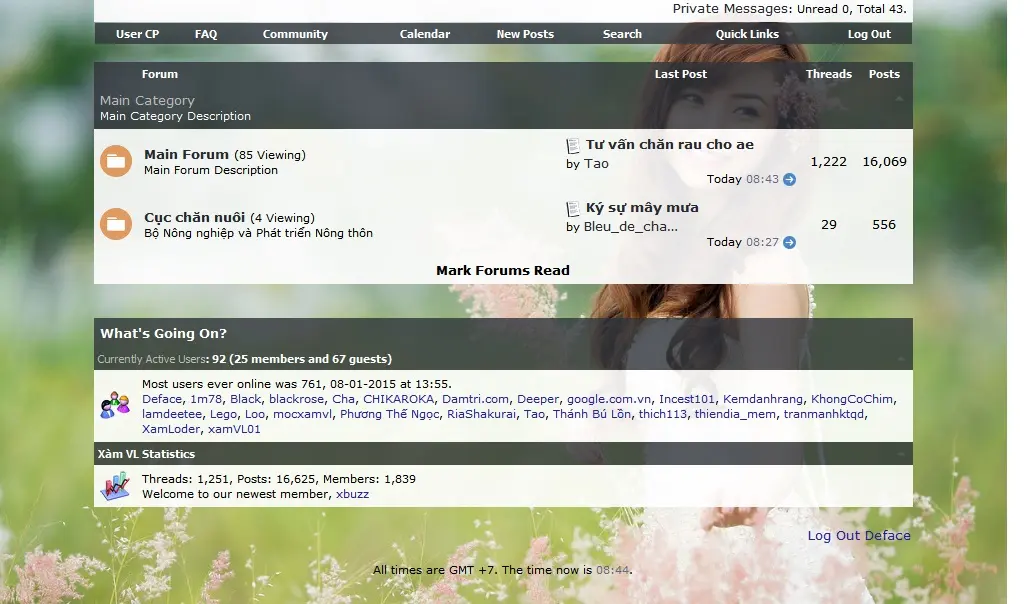 Private Messages: Unread 0, Total 43.
User CP FAQ Community Calendar New Posts Search Quick Links Log Out
Forum Last Post Threads Posts
Main Category
Main Category Description
Main Forum (85 Viewing)
Main Forum Description
Tư vấn chăn rau cho ae
by Tao
Today 08:43
1,222 16,069
Cục chăn nuôi (4 Viewing)
Bộ Nông nghiệp và Phát triển Nông thôn
Ký sự mây mưa
by Bleu_de_cha...
Today 08:27
29 556
Mark Forums Read
What's Going On?
Currently Active Users: 92 (25 members and 67 guests)
Most users ever online was 761, 08-01-2015 at 13:55.
Deface, 1m78, Black, blackrose, Cha, CHIKAROKA, Damtri.com, Deeper, google.com.vn, Incest101, Kemdanhrang, KhongCoChim,
lamdeetee, Lego, Loo, mocxamvl, Phương Thế Ngọc, RiaShakurai, Tao, Thánh Bú Lồn, thich113, thiendia_mem, tranmanhktqd,
XamLoder, xamVL01
Xàm VL Statistics
Threads: 1,251, Posts: 16,625, Members: 1,839
Welcome to our newest member, xbuzz
Log Out Deface
All times are GMT +7. The time now is 08:44.